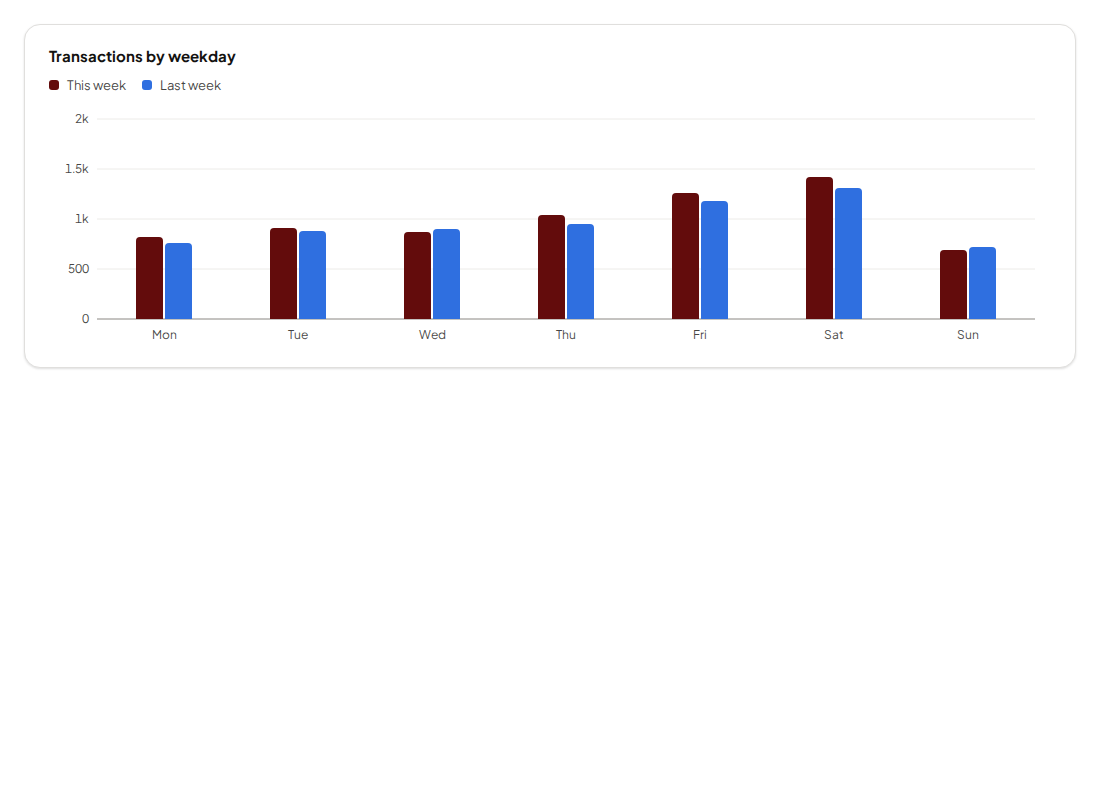 Transactions by weekday
This week Last week
2k
1.5k
1k
500
0
Mon Tue Wed Thu Fri Sat Sun